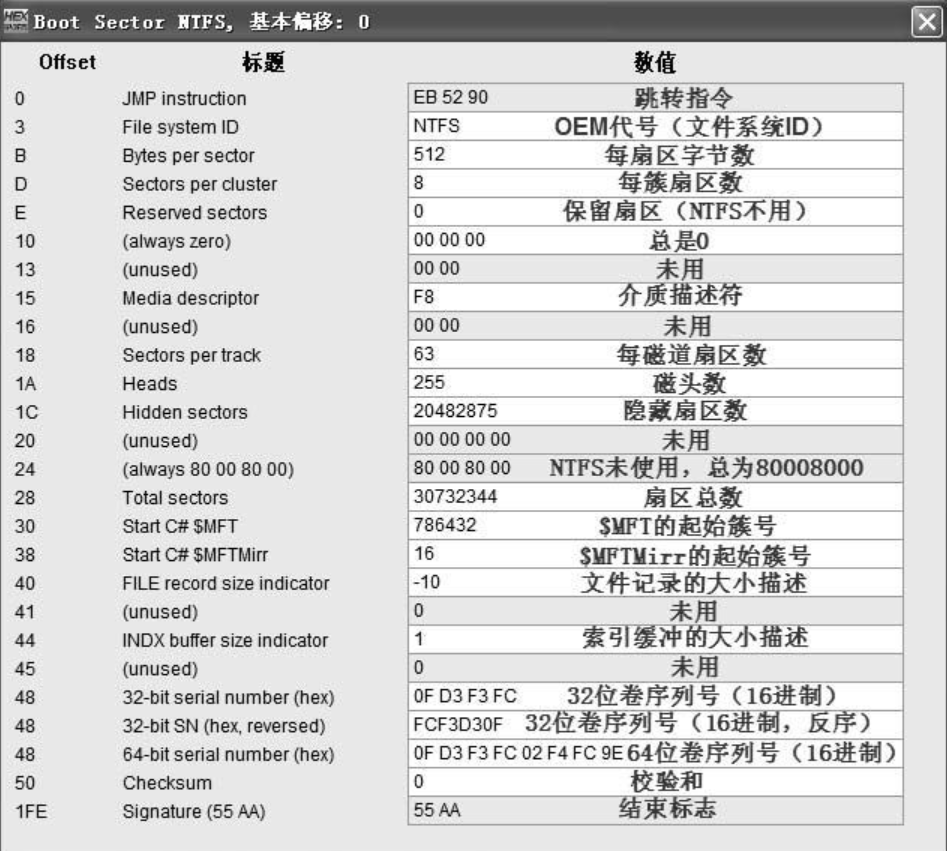 HEX
Boot Sector NTFS, 基本偏移: 0
Offset 标题 数值
0 JMP instruction EB 52 90 跳转指令
3 File system ID NTFS OEM代号（文件系统ID）
B Bytes per sector 512 每扇区字节数
D Sectors per cluster 8 每簇扇区数
E Reserved sectors 0 保留扇区（NTFS不用）
10 (always zero) 00 00 00 总是0
13 (unused) 00 00 未用
15 Media descriptor F8 介质描述符
16 (unused) 00 00 未用
18 Sectors per track 63 每磁道扇区数
1A Heads 255 磁头数
1C Hidden sectors 20482875 隐藏扇区数
20 (unused) 00 00 00 00 未用
24 (always 80 00 80 00) 80 00 80 00 NTFS未使用，总为80008000
28 Total sectors 30732344 扇区总数
30 Start C# $MFT 786432 $MFT的起始簇号
38 Start C# $MFTMirr 16 $MFTMirr的起始簇号
40 FILE record size indicator -10 文件记录的大小描述
41 (unused) 0 未用
44 INDX buffer size indicator 1 索引缓冲的大小描述
45 (unused) 0 未用
48 32-bit serial number (hex) 0F D3 F3 FC 32位卷序列号（16进制）
48 32-bit SN (hex, reversed) FCF3D30F 32位卷序列号（16进制，反序）
48 64-bit serial number (hex) 0F D3 F3 FC 02 F4 FC 9E 64位卷序列号（16进制）
50 Checksum 0 校验和
1FE Signature (55 AA) 55 AA 结束标志